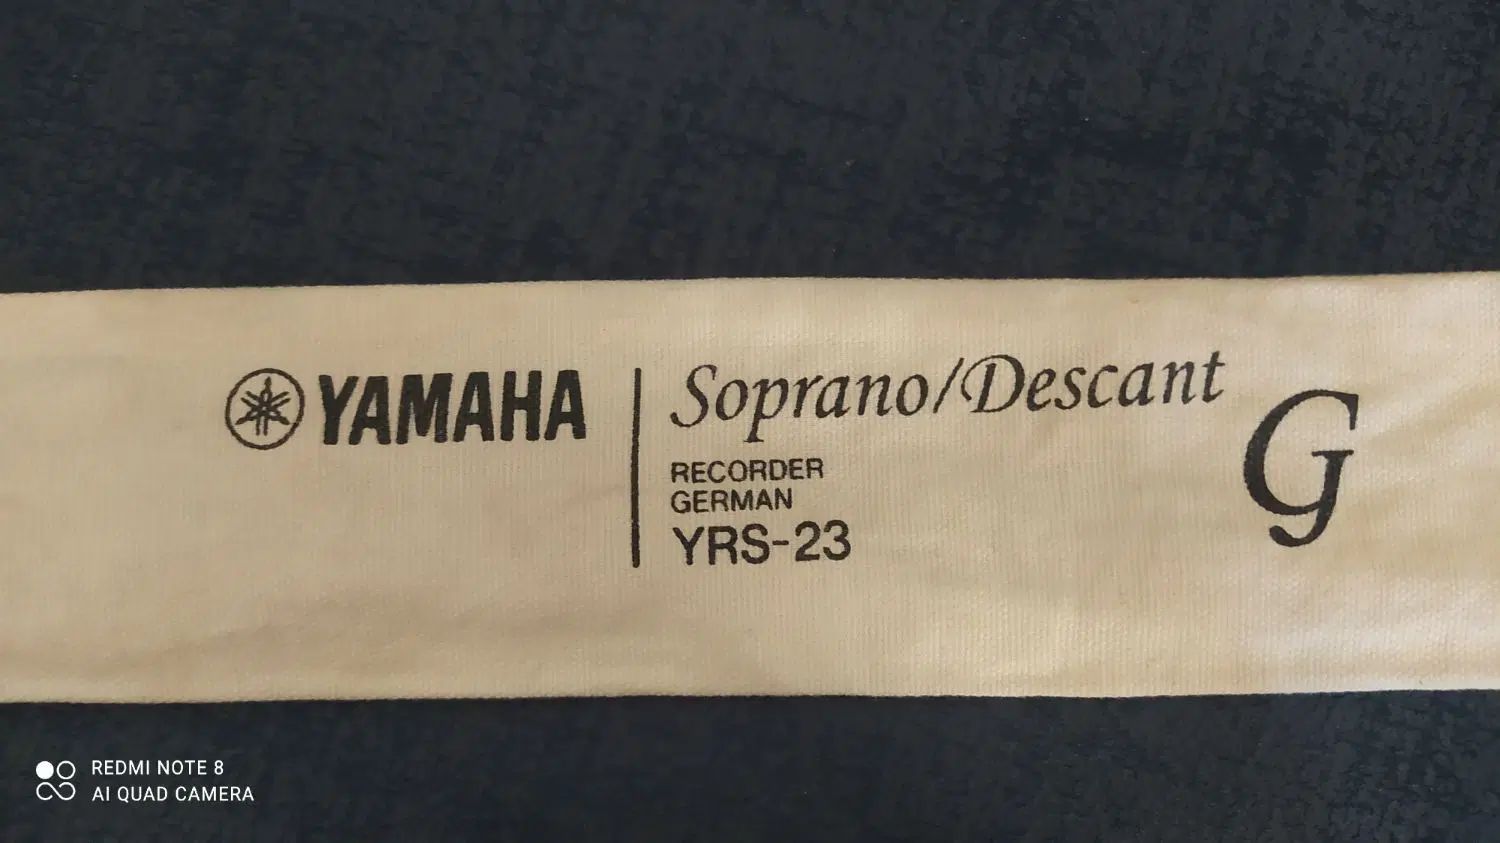 YAMAHA
Soprano/Descant
RECORDER
GERMAN
YRS-23
G
REDMI NOTE 8
AI QUAD CAMERA